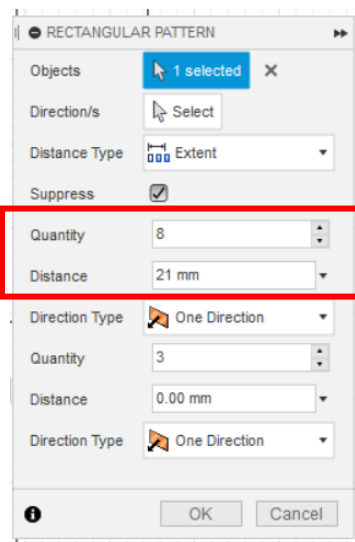 RECTANGULAR PATTERN
Objects 1 selected
Direction/s Select
Distance Type Extent
Suppress
Quantity 8
Distance 21 mm
Direction Type One Direction
Quantity 3
Distance 0.00 mm
Direction Type One Direction
OK Cancel